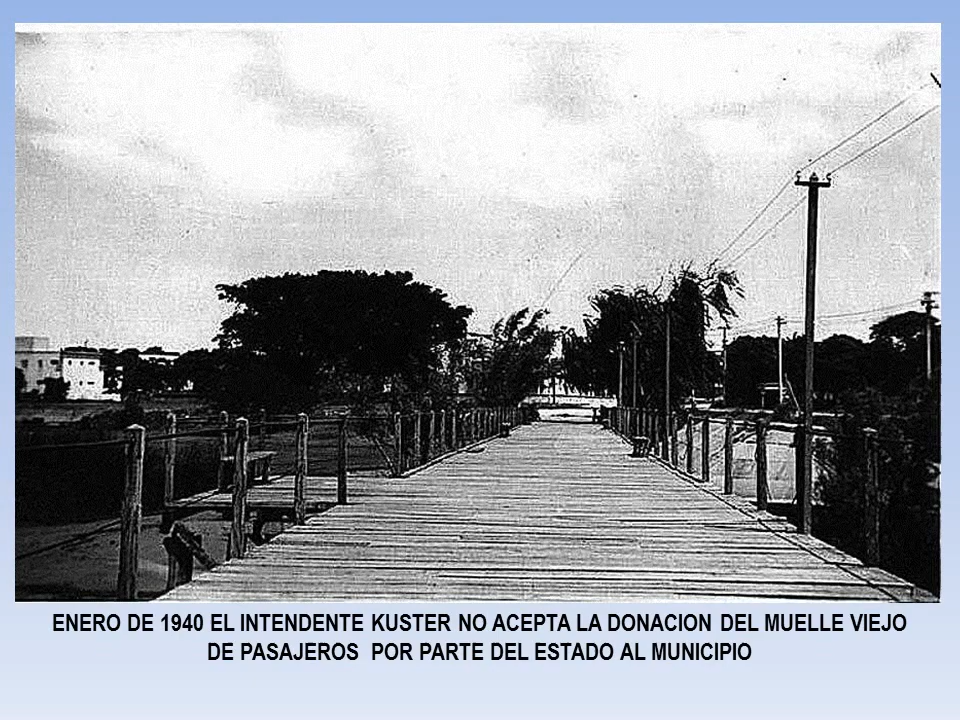 ENERO DE 1940 EL INTENDENTE KUSTER NO ACEPTA LA DONACION DEL MUELLE VIEJO
DE PASAJEROS  POR PARTE DEL ESTADO AL MUNICIPIO